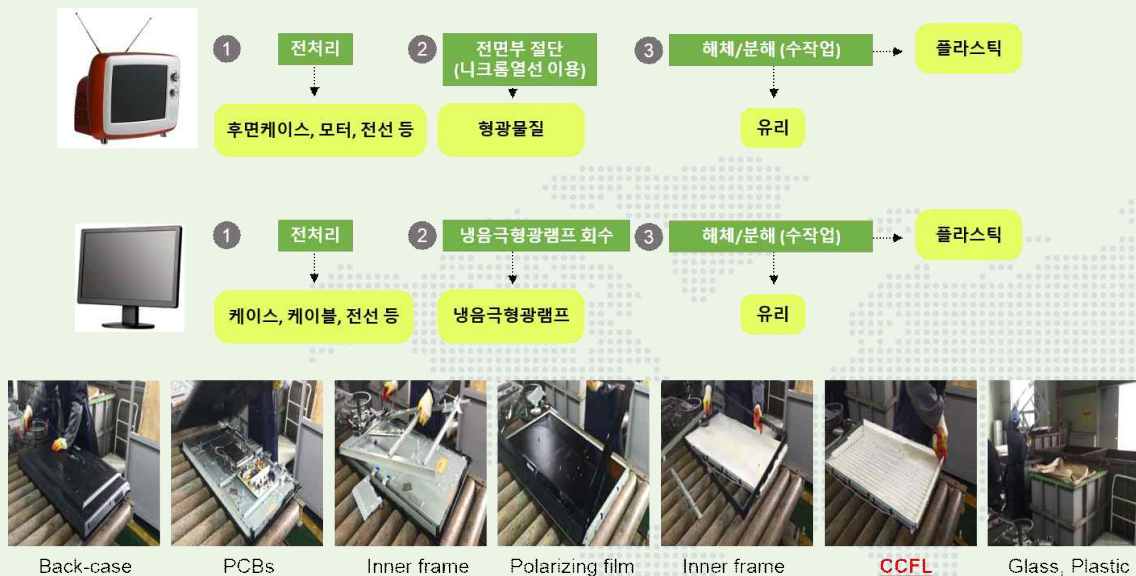 1 전처리
2 전면부 절단
(니크롬열선 이용)
3 해체/분해 (수작업)
플라스틱
후면케이스, 모터, 전선 등
형광물질
유리
1 전처리
2 냉음극형광램프 회수
3 해체/분해 (수작업)
플라스틱
케이스, 케이블, 전선 등
냉음극형광램프
유리
Back-case
PCBs
Inner frame
Polarizing film
Inner frame
CCFL
Glass, Plastic